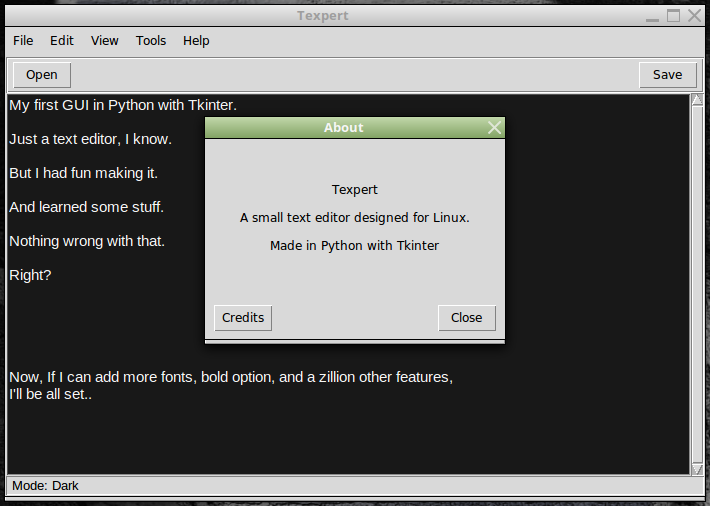 Texpert
File Edit View Tools Help
Open Save
My first GUI in Python with Tkinter.
Just a text editor, I know.
But I had fun making it.
And learned some stuff.
Nothing wrong with that.
Right?
Now, If I can add more fonts, bold option, and a zillion other features,
I'll be all set..
About
Texpert
A small text editor designed for Linux.
Made in Python with Tkinter
Credits Close
Mode: Dark